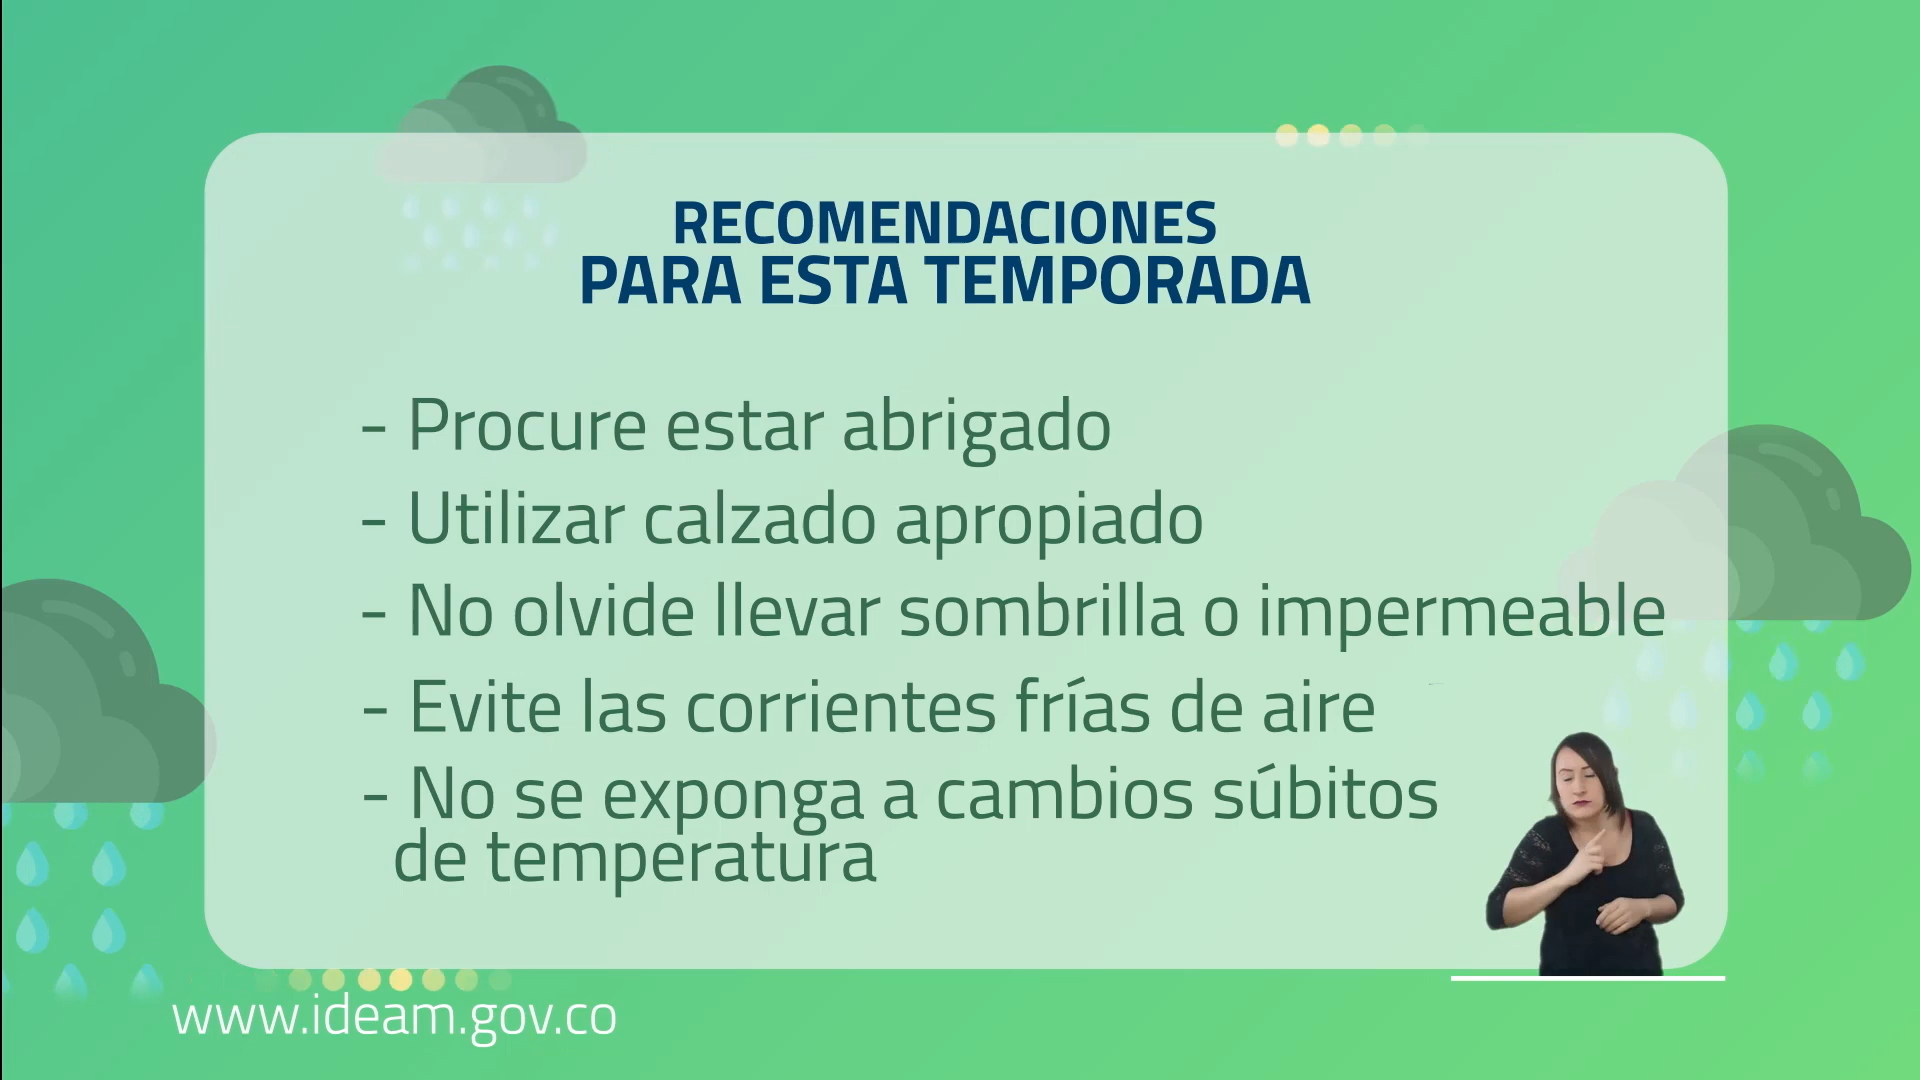 RECOMENDACIONES
PARA ESTA TEMPORADA
- Procure estar abrigado
- Utilizar calzado apropiado
- No olvide llevar sombrilla o impermeable
- Evite las corrientes frías de aire
- No se exponga a cambios súbitos
de temperatura
www.ideam.gov.co